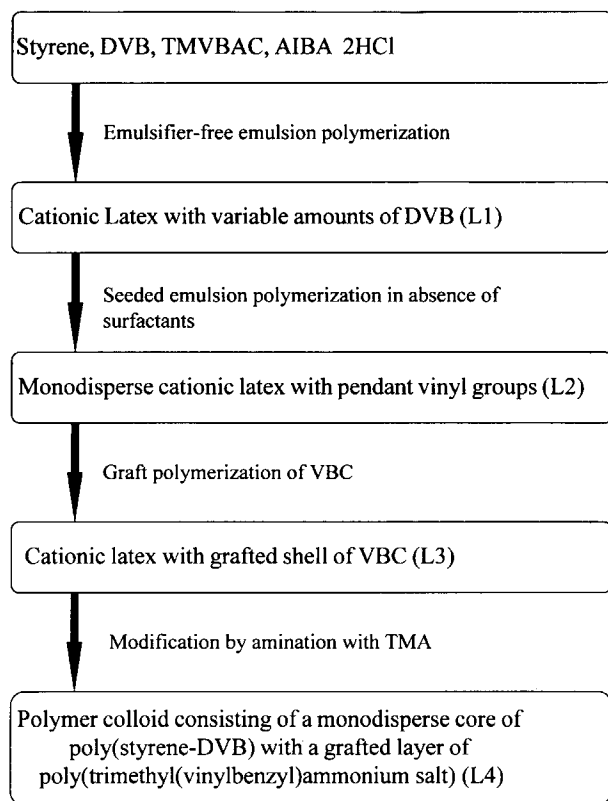 Styrene, DVB, TMVBAC, AIBA 2HCl
Emulsifier-free emulsion polymerization
Cationic Latex with variable amounts of DVB (L1)
Seeded emulsion polymerization in absence of
surfactants
Monodisperse cationic latex with pendant vinyl groups (L2)
Graft polymerization of VBC
Cationic latex with grafted shell of VBC (L3)
Modification by amination with TMA
Polymer colloid consisting of a monodisperse core of
poly(styrene-DVB) with a grafted layer of
poly(trimethyl(vinylbenzyl)ammonium salt) (L4)